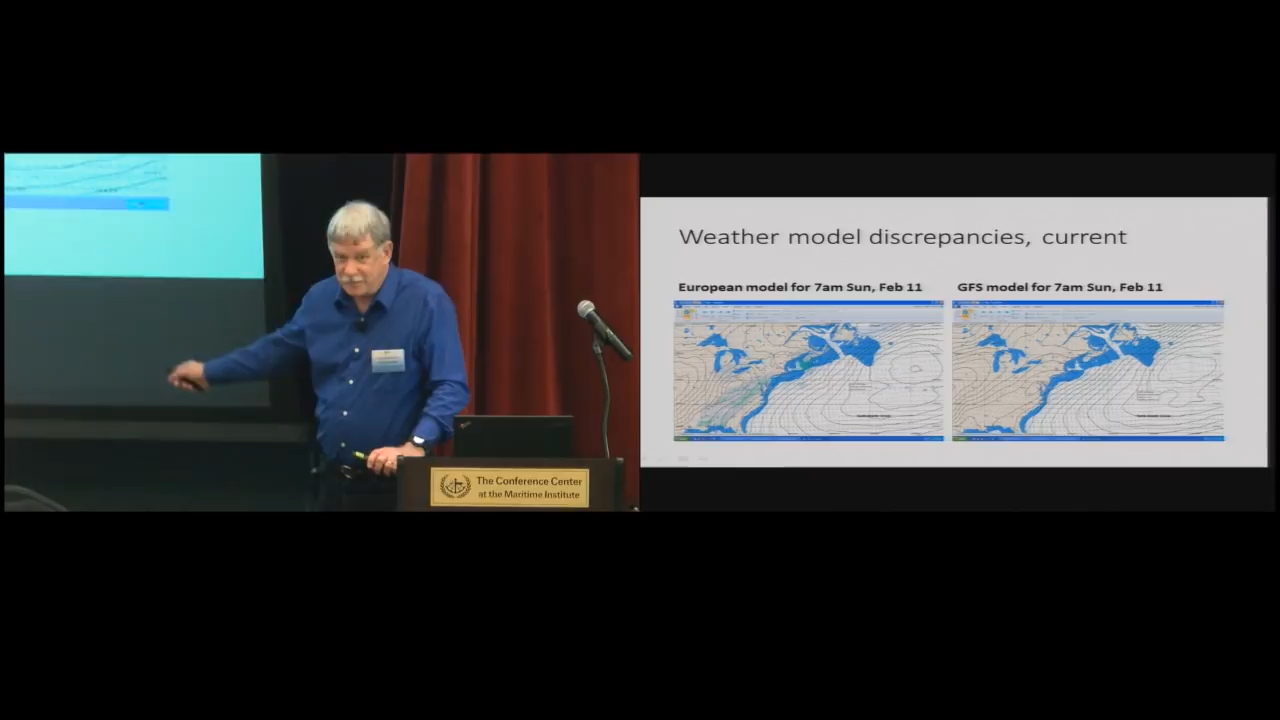 Weather model discrepancies, current
European model for 7am Sun, Feb 11
GFS model for 7am Sun, Feb 11
The Conference Center
at the Maritime Institute